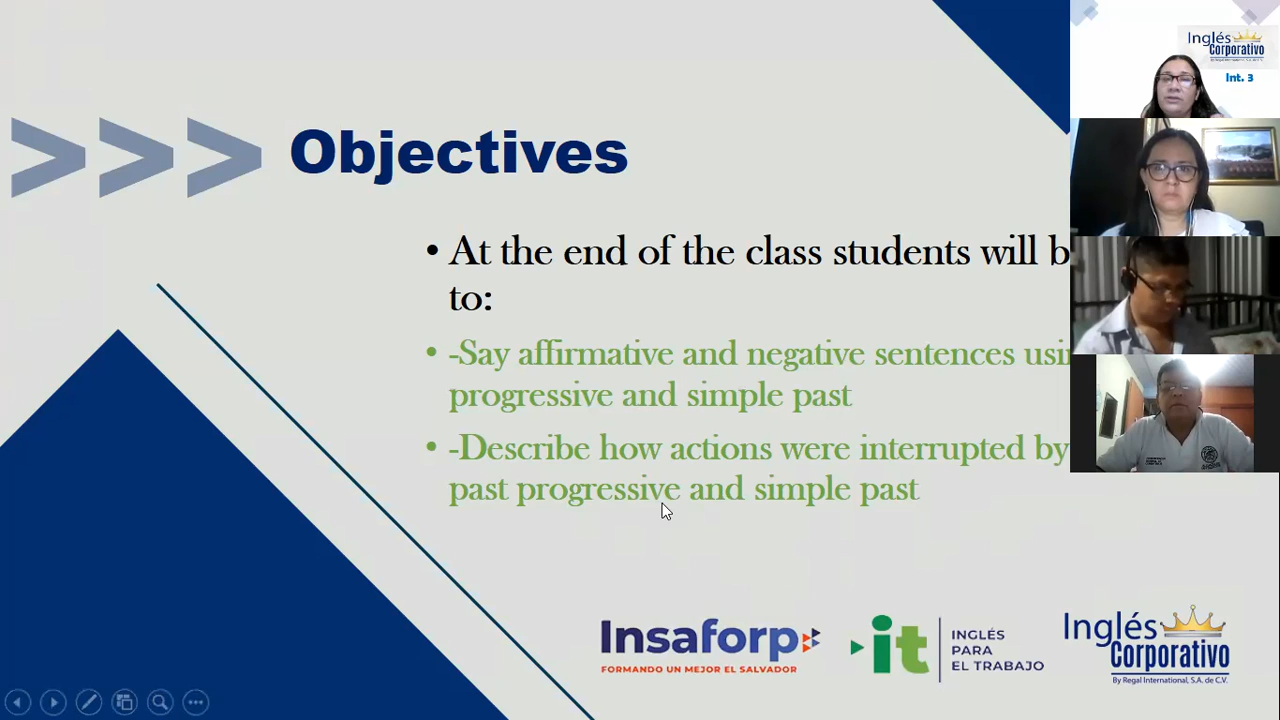 >>> Objectives
• At the end of the class students will b
to:
• -Say affirmative and negative sentences usi
progressive and simple past
• -Describe how actions were interrupted by
past progressive and simple past
Insaforp
FORMANDO UN MEJOR EL SALVADOR
it
INGLÉS
PARA
EL TRABAJO
Inglés
Corporativo
By Regal International, S.A. de C.V.
Inglés
Corporativo
Int. 3